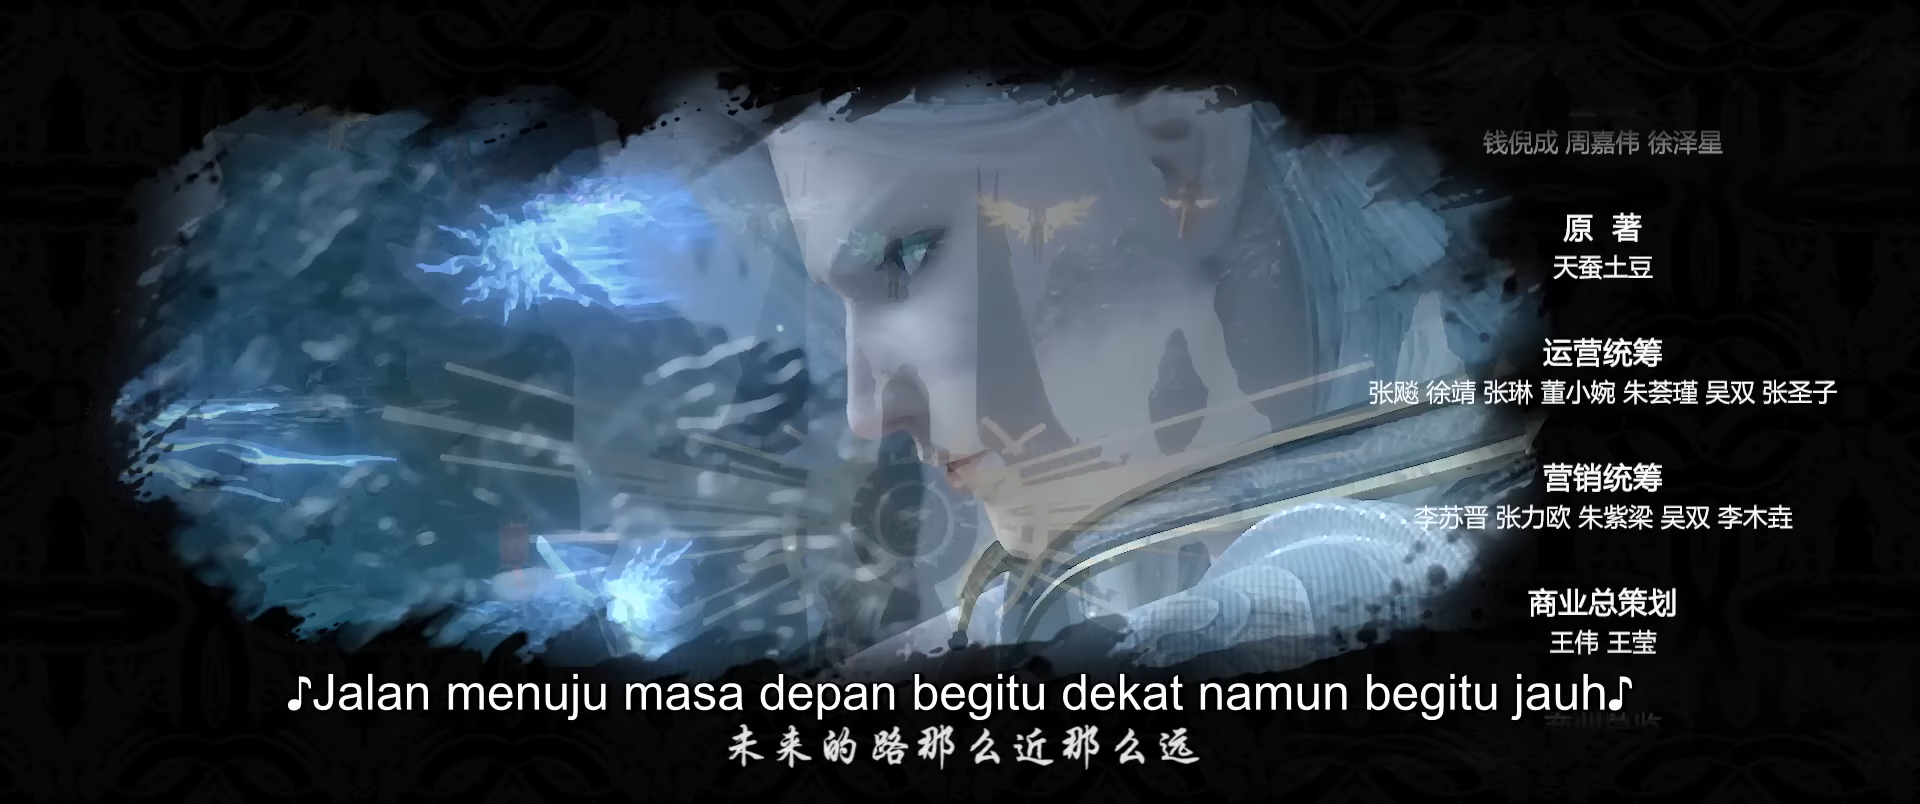 钱倪成 周嘉伟 徐泽星
原 著
天蚕土豆
运营统筹
张飚 徐靖 张琳 董小婉 朱荟瑾 吴双 张圣子
营销统筹
李苏晋 张力欧 朱紫梁 吴双 李木垚
商业总策划
王伟 王莹
♪Jalan menuju masa depan begitu dekat namun begitu jauh♪
未来的路那么近那么远